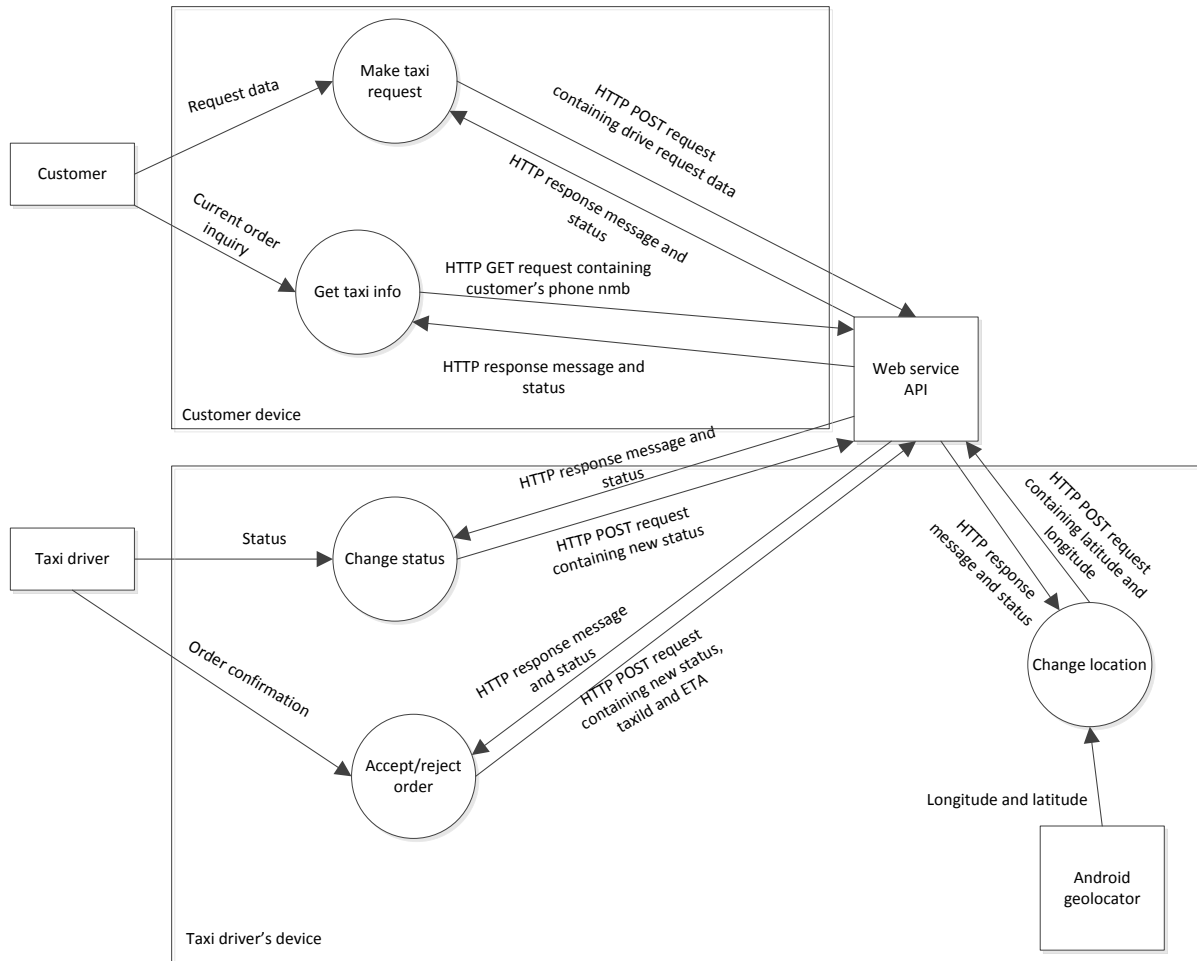 Make taxi
request
Request data
HTTP POST request
containing drive request data
Customer
HTTP response message and
status
Current order
inquiry
Get taxi info
HTTP GET request containing
customer's phone nmb
HTTP response message and
status
Web service
API
Customer device
HTTP response message and
status
Taxi driver
Status
Change status
HTTP POST request
containing new status
HTTP POST request
containing latitude and
longitude
HTTP response
message and status
Order confirmation
HTTP response message
and status
HTTP POST request
containing new status,
taxiId and ETA
Change location
Accept/reject
order
Longitude and latitude
Android
geolocator
Taxi driver's device